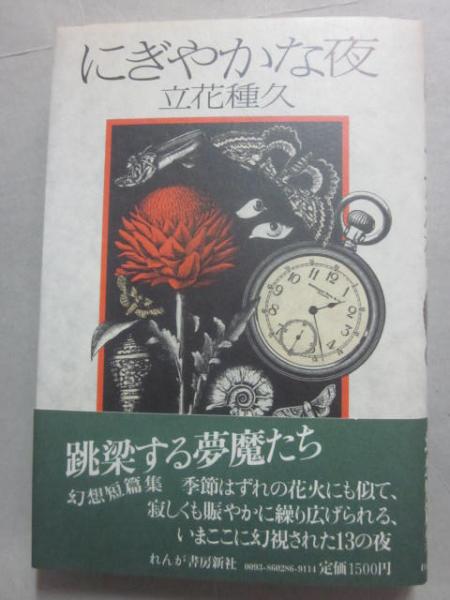 にぎやかな夜
立花種久
跳梁する夢魔たち
幻想短篇集 季節はずれの花火にも似て、
寂しくも賑やかに繰り広げられる、
いまここに幻視された13の夜
れんが書房新社 0093-860286-9114 定価1500円